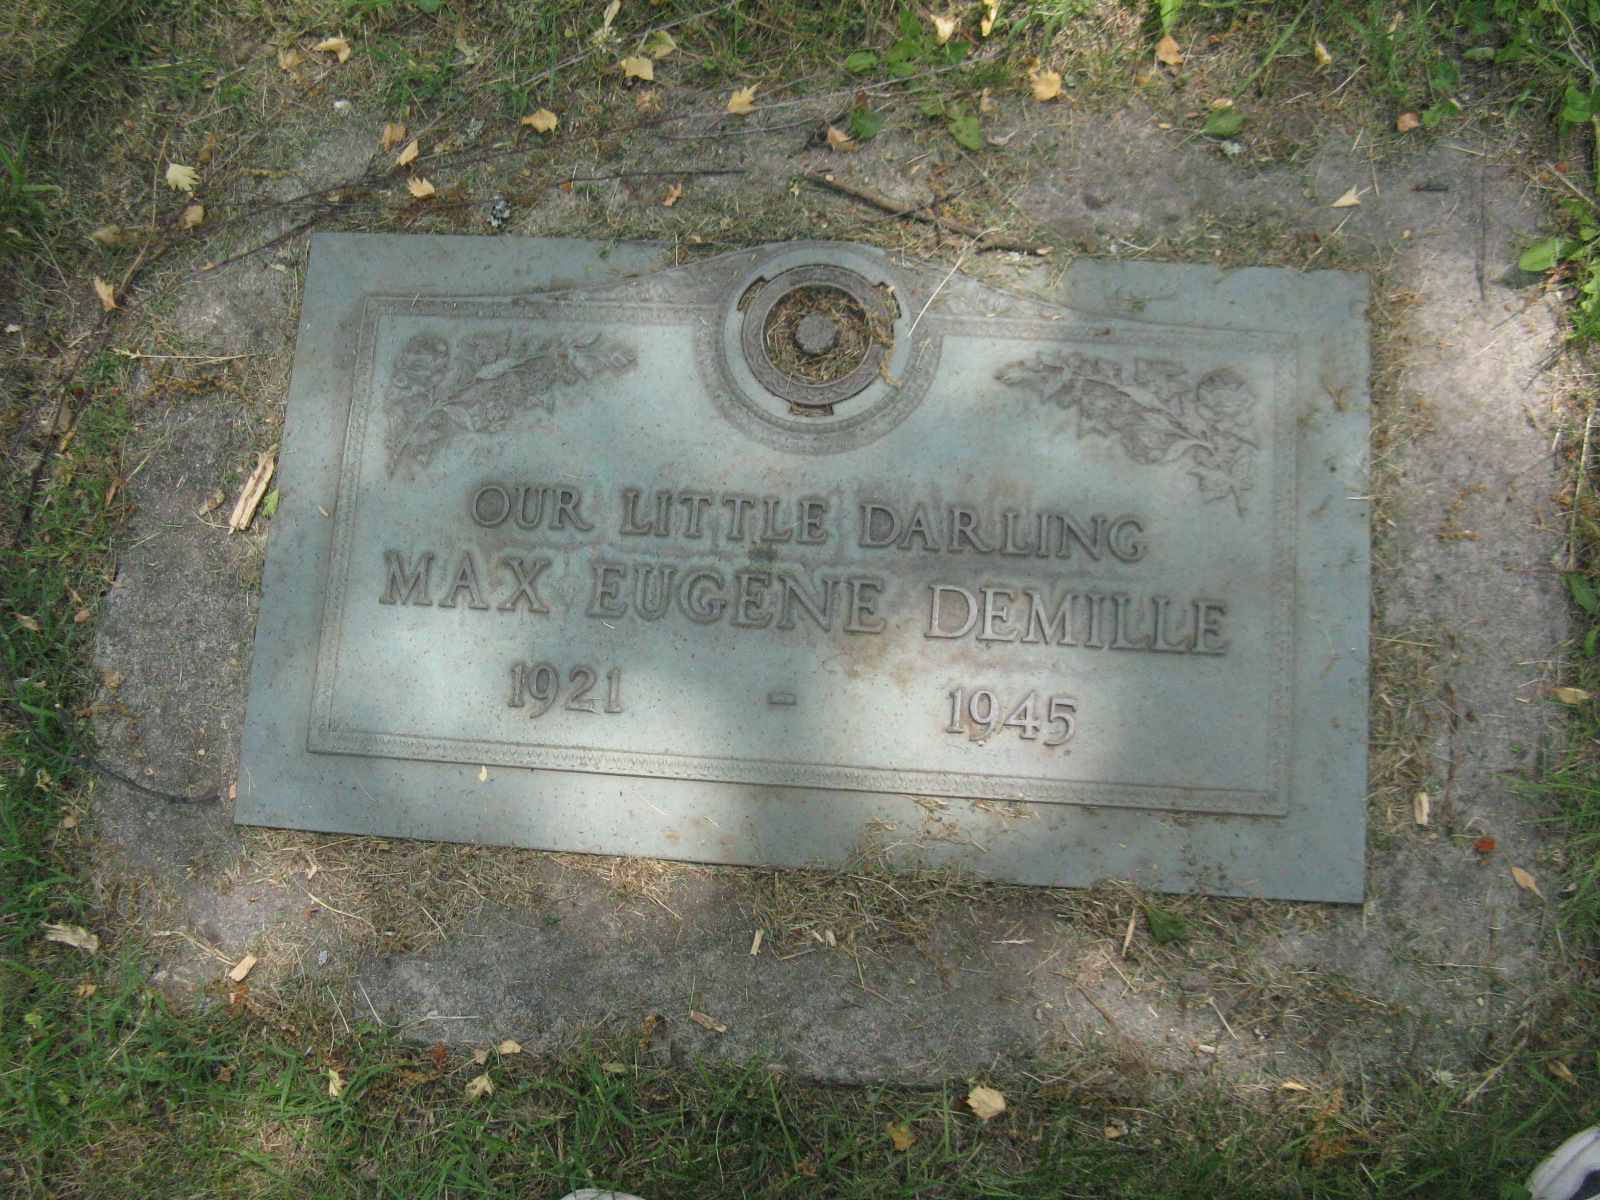 OUR LITTLE DARLING
MAX EUGENE DEMILLE
1921 - 1945